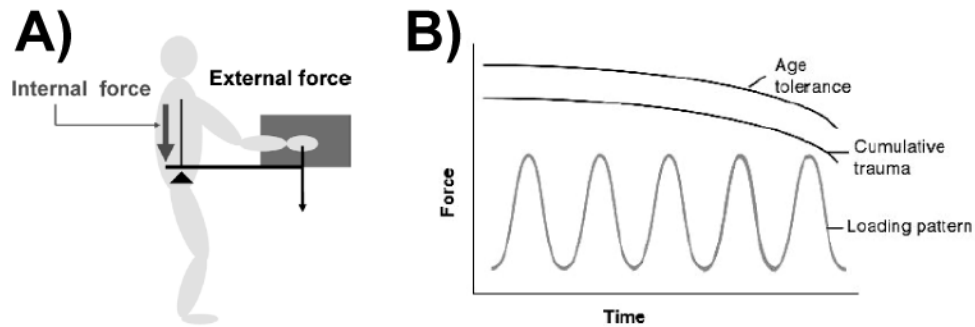 A)
External force
Internal force
B)
Age
tolerance
Cumulative
trauma
Loading pattern
Force
Time